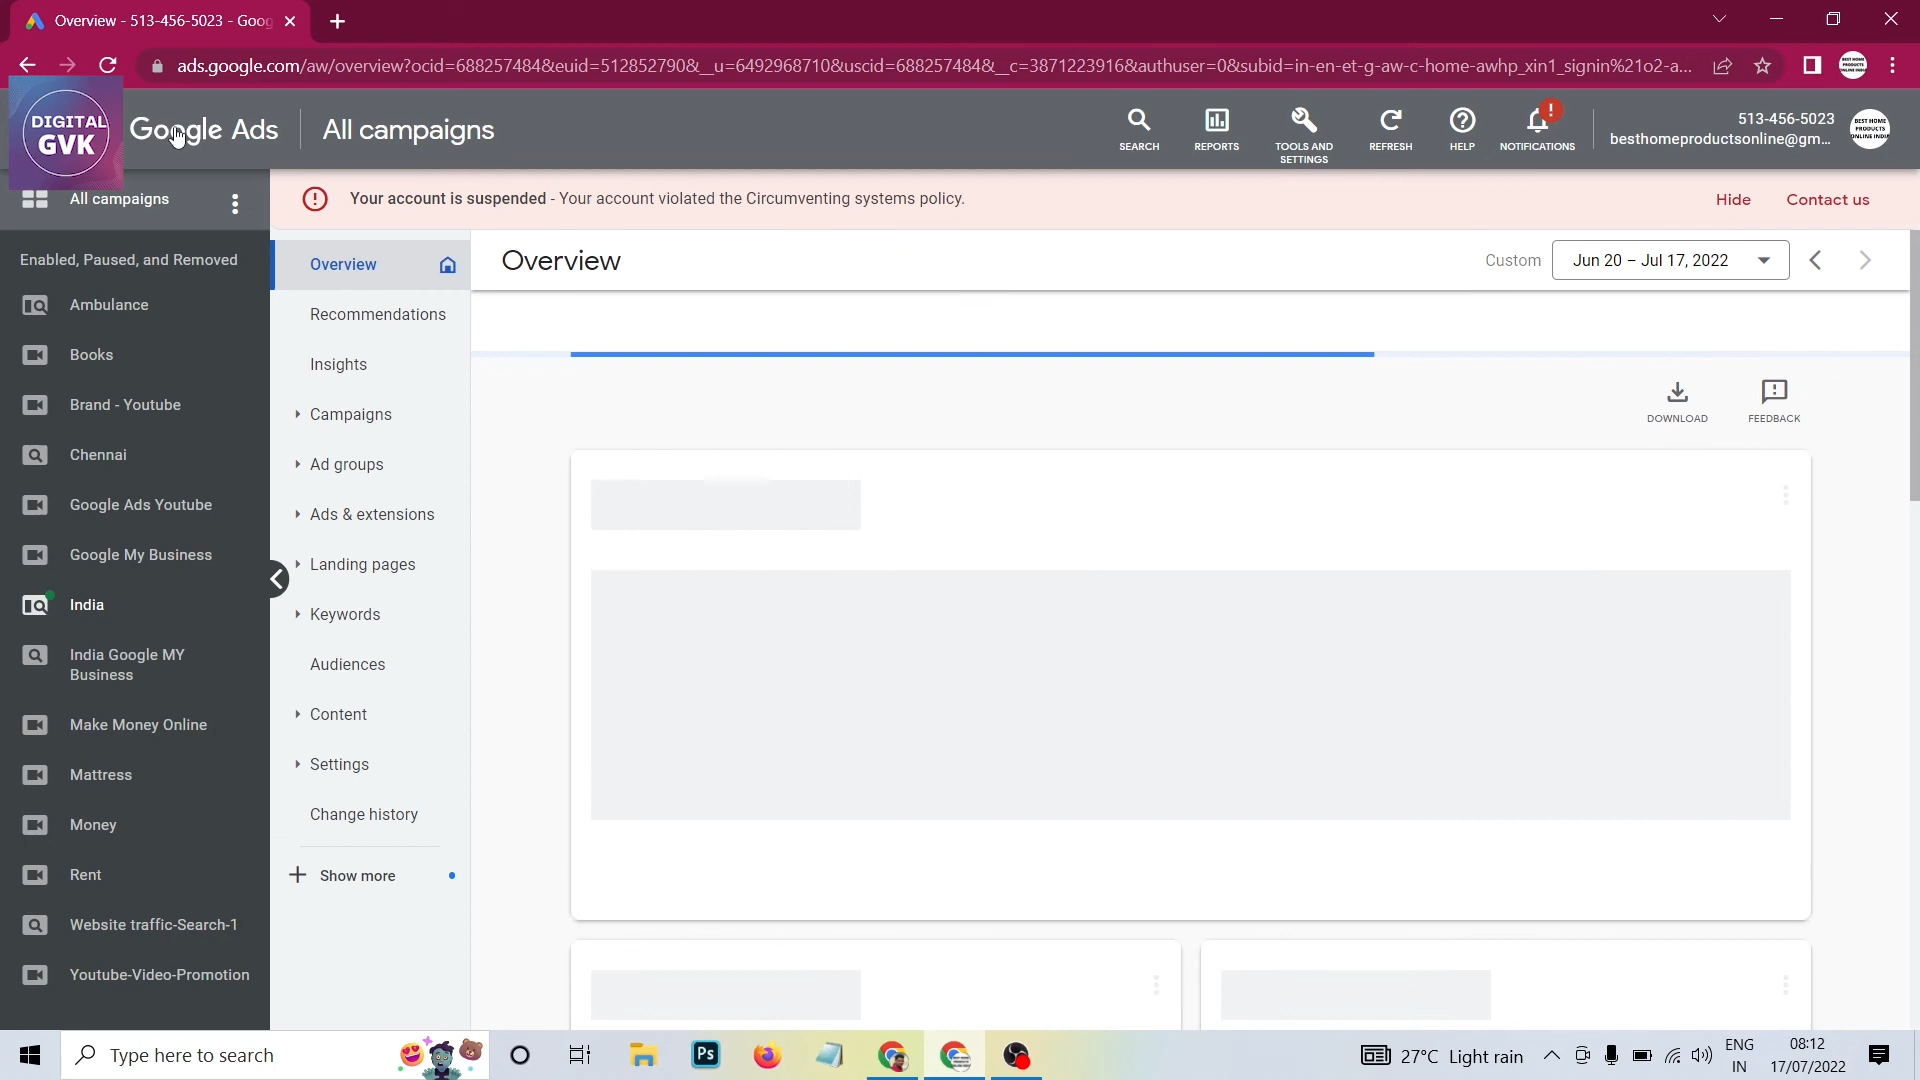 Overview - 513-456-5023 - Goog
ads.google.com/aw/overview?ocid=688257484&euid=512852790&__u=6492968710&uscid=688257484&__c=3871223916&authuser=0&subid=in-en-et-g-aw-c-home-awhp_xin1_signin%21o2-a...
DIGITAL
GVK
Google Ads
All campaigns
SEARCH
REPORTS
TOOLS AND
SETTINGS
REFRESH
HELP
NOTIFICATIONS
513-456-5023
besthomeproductsonline@gm...
BEST HOME
PRODUCTS
ONLINE INDIA
All campaigns
Your account is suspended - Your account violated the Circumventing systems policy.
Hide
Contact us
Enabled, Paused, and Removed
Ambulance
Books
Brand - Youtube
Chennai
Google Ads Youtube
Google My Business
India
India Google MY
Business
Make Money Online
Mattress
Money
Rent
Website traffic-Search-1
Youtube-Video-Promotion
Overview
Recommendations
Insights
Campaigns
Ad groups
Ads & extensions
Landing pages
Keywords
Audiences
Content
Settings
Change history
Show more
Overview
Custom
Jun 20 – Jul 17, 2022
DOWNLOAD
FEEDBACK
Type here to search
Ps
27°C Light rain
ENG
IN
08:12
17/07/2022